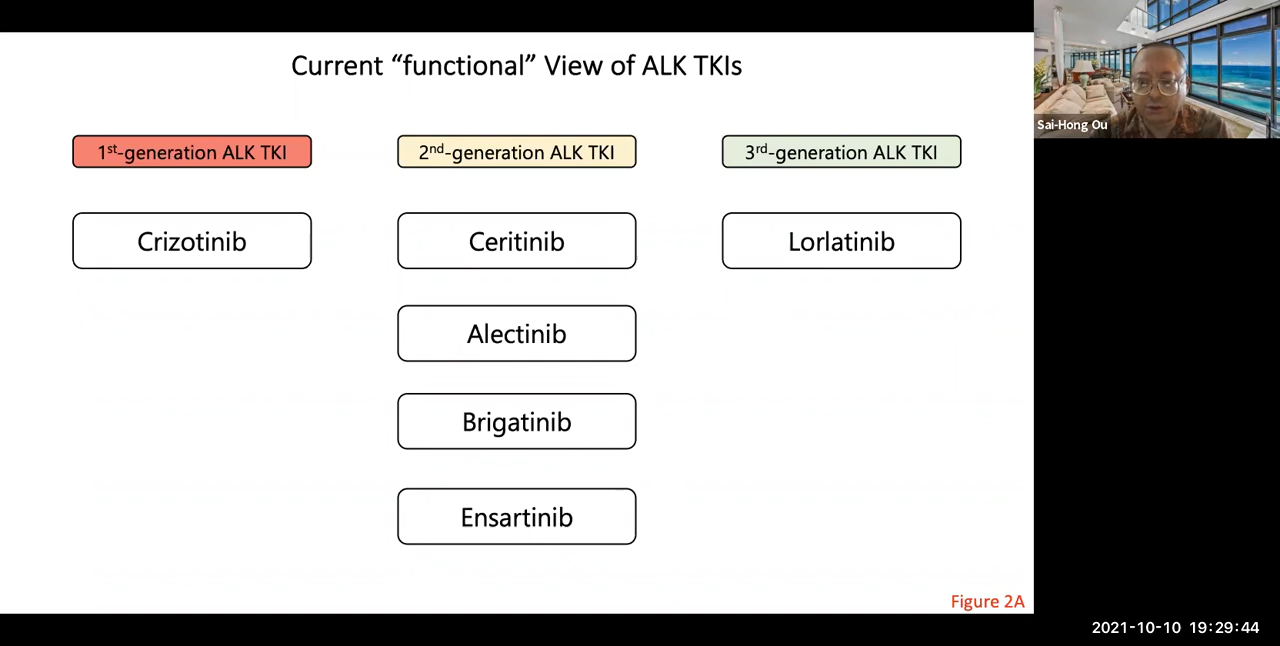 Current “functional” View of ALK TKIs
1st-generation ALK TKI
2nd-generation ALK TKI
3rd-generation ALK TKI
Crizotinib
Ceritinib
Lorlatinib
Alectinib
Brigatinib
Ensartinib
Figure 2A
Sai-Hong Ou
2021-10-10 19:29:44